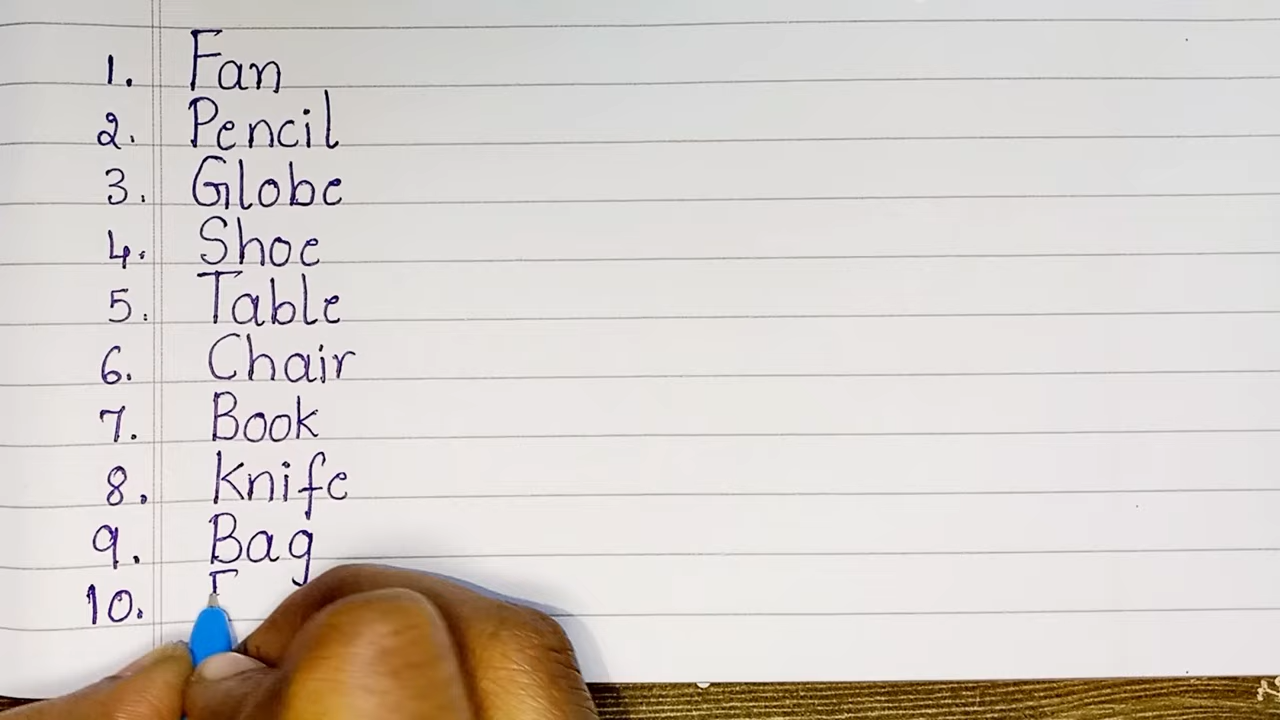 1. Fan
2. Pencil
3. Globe
4. Shoe
5. Table
6. Chair
7. Book
8. Knife
9. Bag
10.